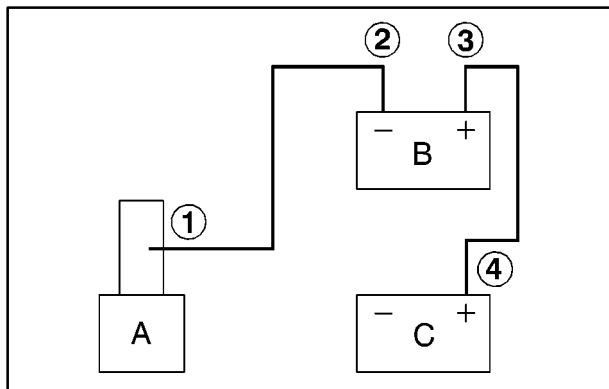 ② ③
− +
B
①
④
− +
A C